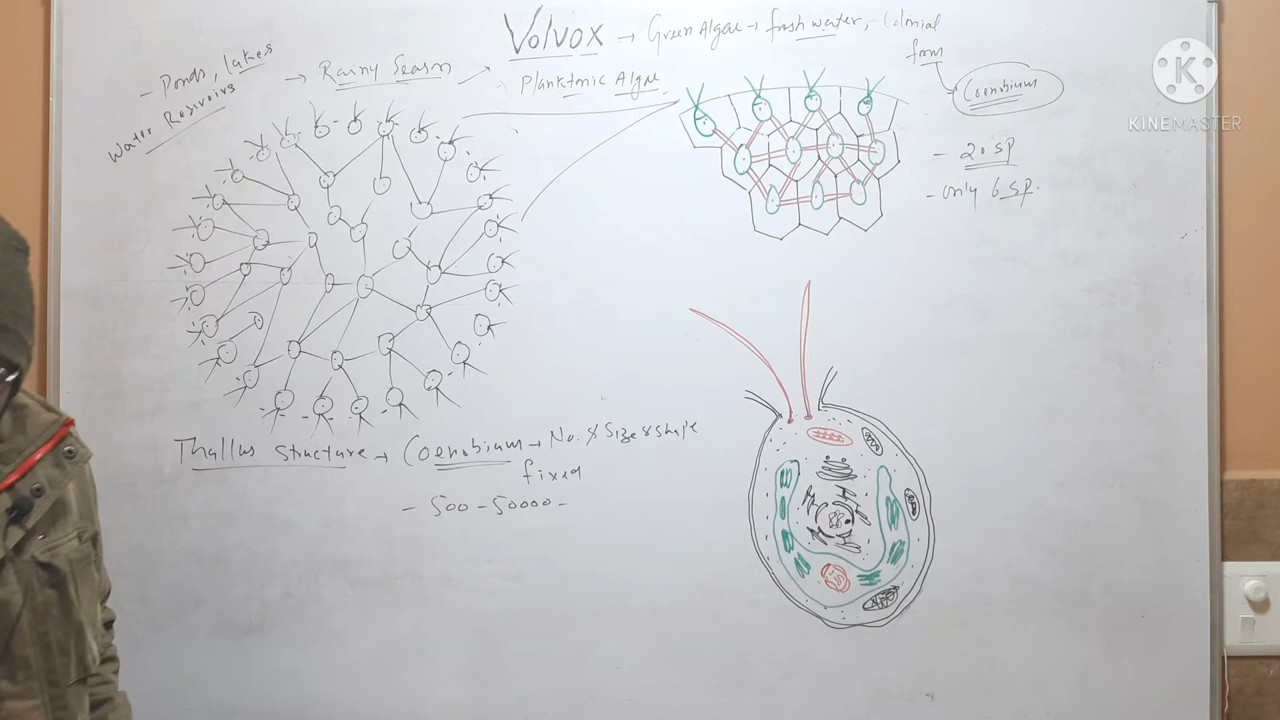 Volvox → Green Algae → fresh water, Colonial
form
Coenobium
- Ponds, lakes
Water Resivoirs
→ Rainy Season
Planktonic Algae
K
KINEMASTER
- 20 SP
- only 6 SP.
Thallus structure → Coenobium → No. & Size & Shape
fixed
- 500 - 50000 -